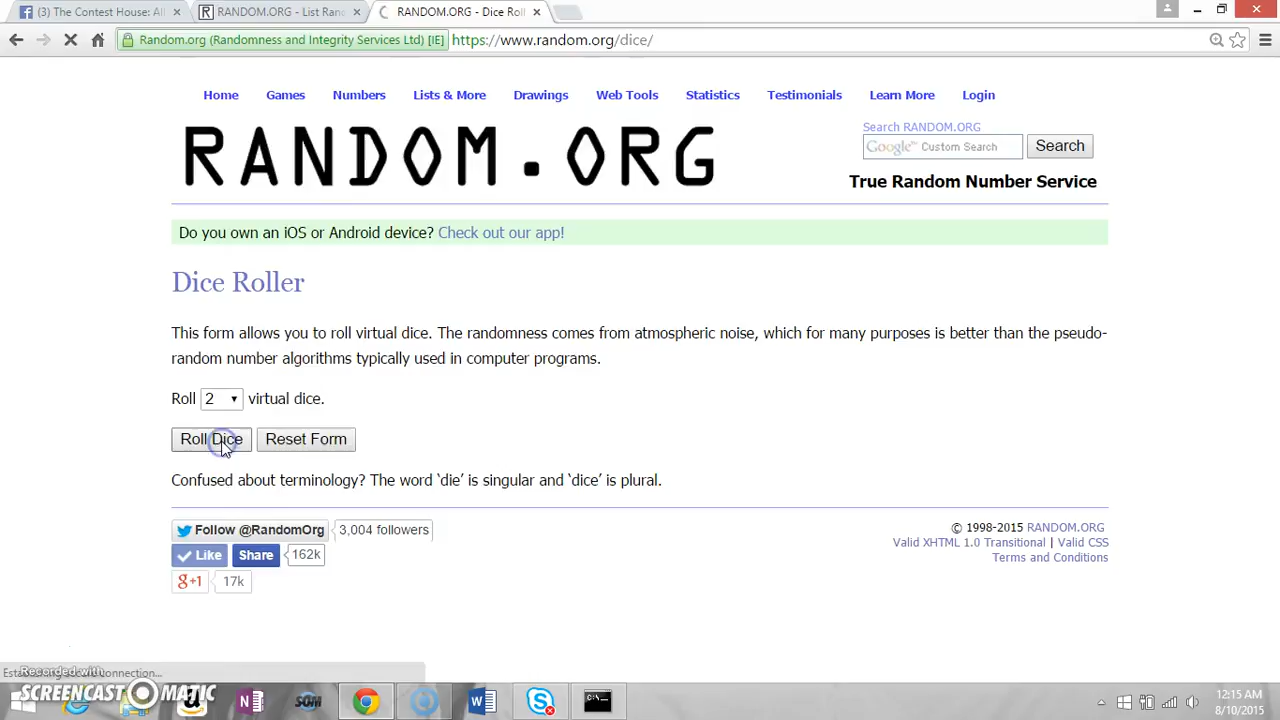 (3) The Contest House: All
RANDOM.ORG - List Ran
RANDOM.ORG - Dice Roll
Random.org (Randomness and Integrity Services Ltd) [IE]
https://www.random.org/dice/
Home Games Numbers Lists & More Drawings Web Tools Statistics Testimonials Learn More Login
RANDOM.ORG
Search RANDOM.ORG
Google™ Custom Search
Search
True Random Number Service
Do you own an iOS or Android device? Check out our app!
Dice Roller
This form allows you to roll virtual dice. The randomness comes from atmospheric noise, which for many purposes is better than the pseudo-
random number algorithms typically used in computer programs.
Roll 2 virtual dice.
Roll Dice Reset Form
Confused about terminology? The word ‘die’ is singular and ‘dice’ is plural.
Follow @RandomOrg 3,004 followers
Like Share 162k
g+1 17k
© 1998-2015 RANDOM.ORG
Valid XHTML 1.0 Transitional | Valid CSS
Terms and Conditions
Recorded with
SCREENCAST MATIC
12:15 AM
8/10/2015